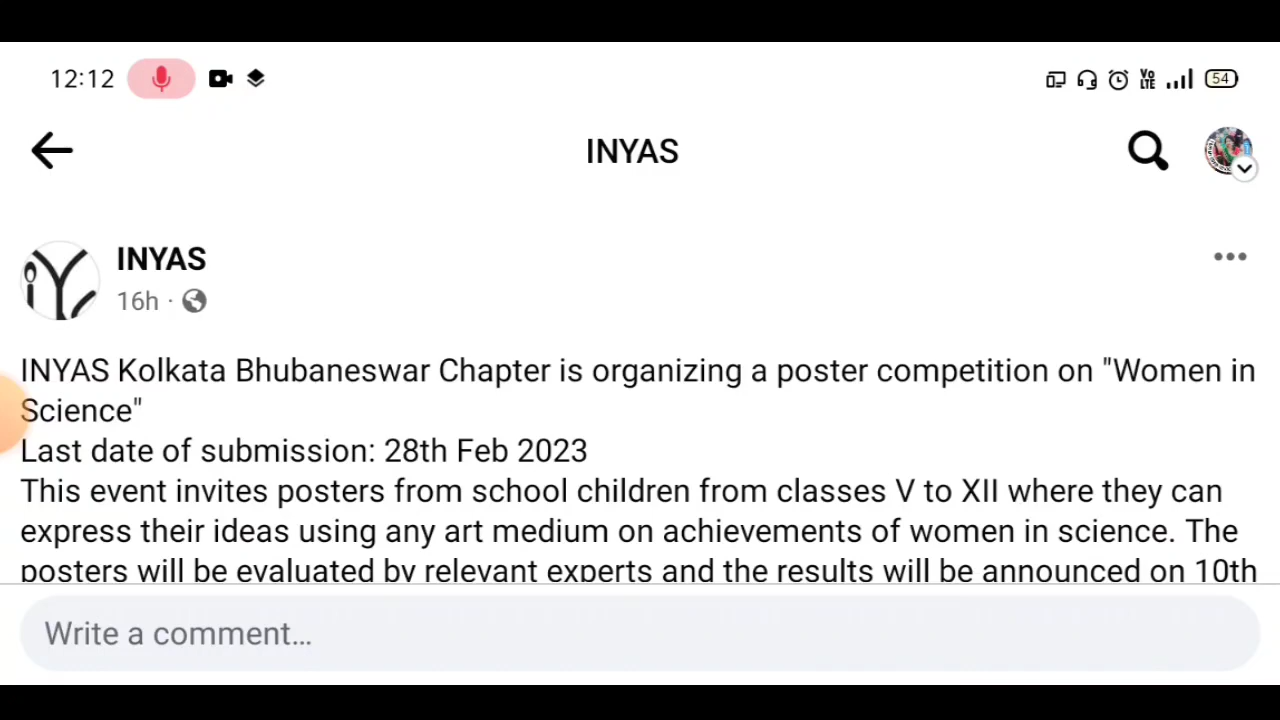 12:12
Vo LTE
54
INYAS
INYAS
16h ·
INYAS Kolkata Bhubaneswar Chapter is organizing a poster competition on "Women in
Science"
Last date of submission: 28th Feb 2023
This event invites posters from school children from classes V to XII where they can
express their ideas using any art medium on achievements of women in science. The
posters will be evaluated by relevant experts and the results will be announced on 10th
Write a comment...